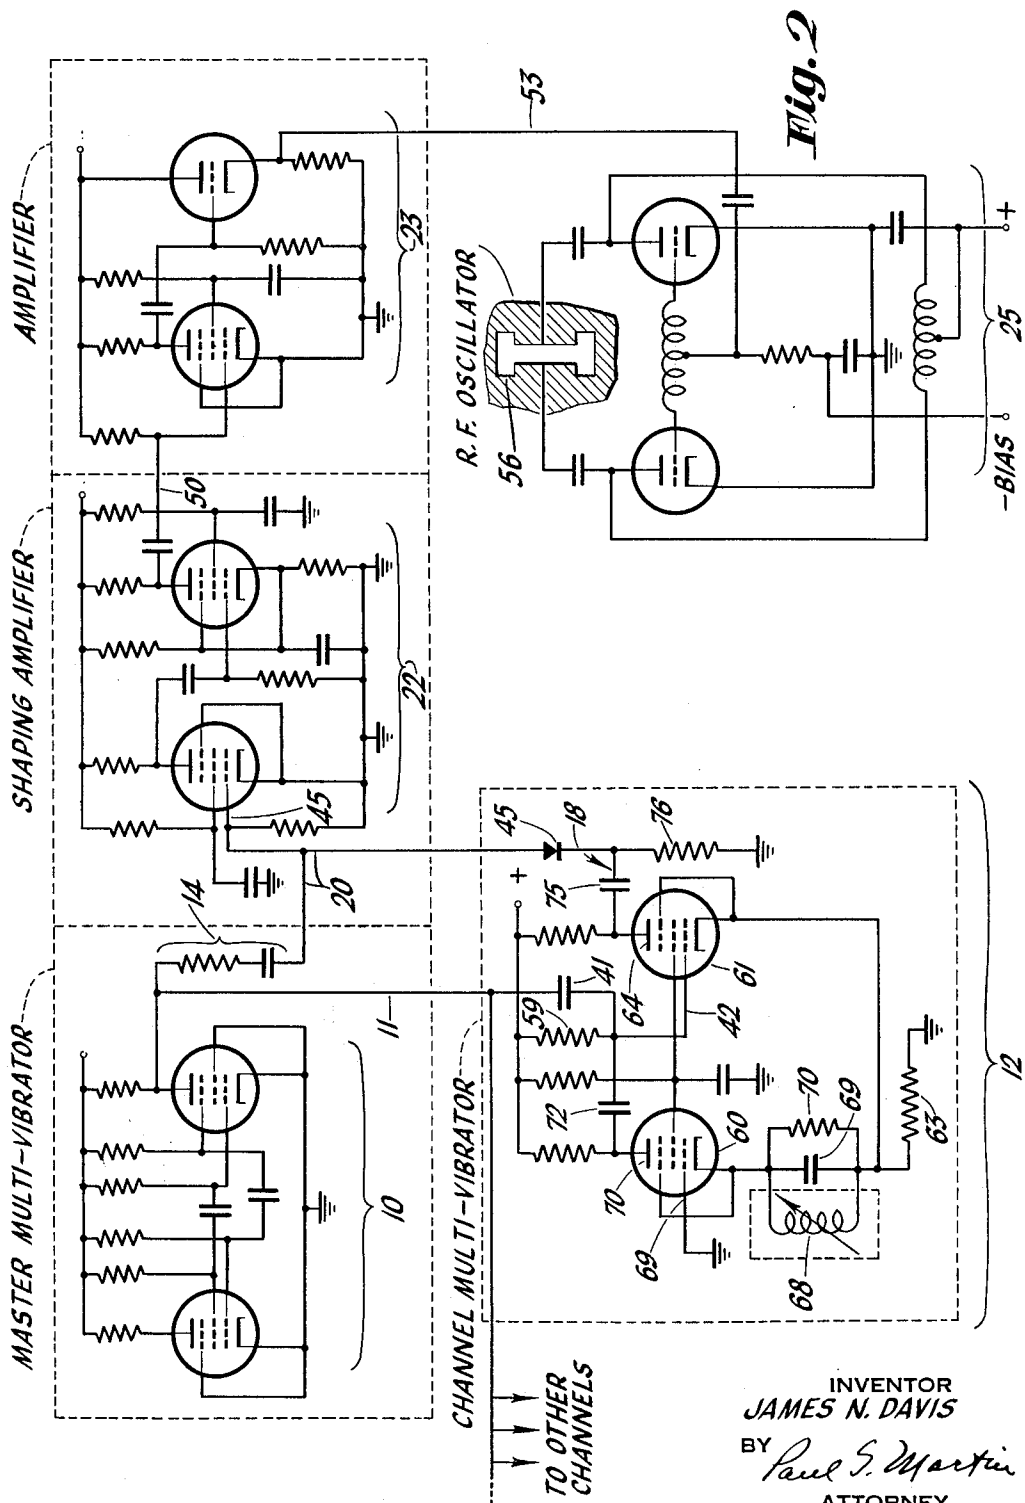 AMPLIFIER
SHAPING AMPLIFIER
MASTER MULTI-VIBRATOR
23
50
22
45
14
20
11
10
53
Fig. 2
R.F. OSCILLATOR
56
25
+
-BIAS
CHANNEL MULTI-VIBRATOR
45
18
76
+
75
41
59
64
61
42
72
70
60
69
70
69
63
68
12
TO OTHER
CHANNELS
INVENTOR
JAMES N. DAVIS
BY
Paul S. Martin
ATTORNEY